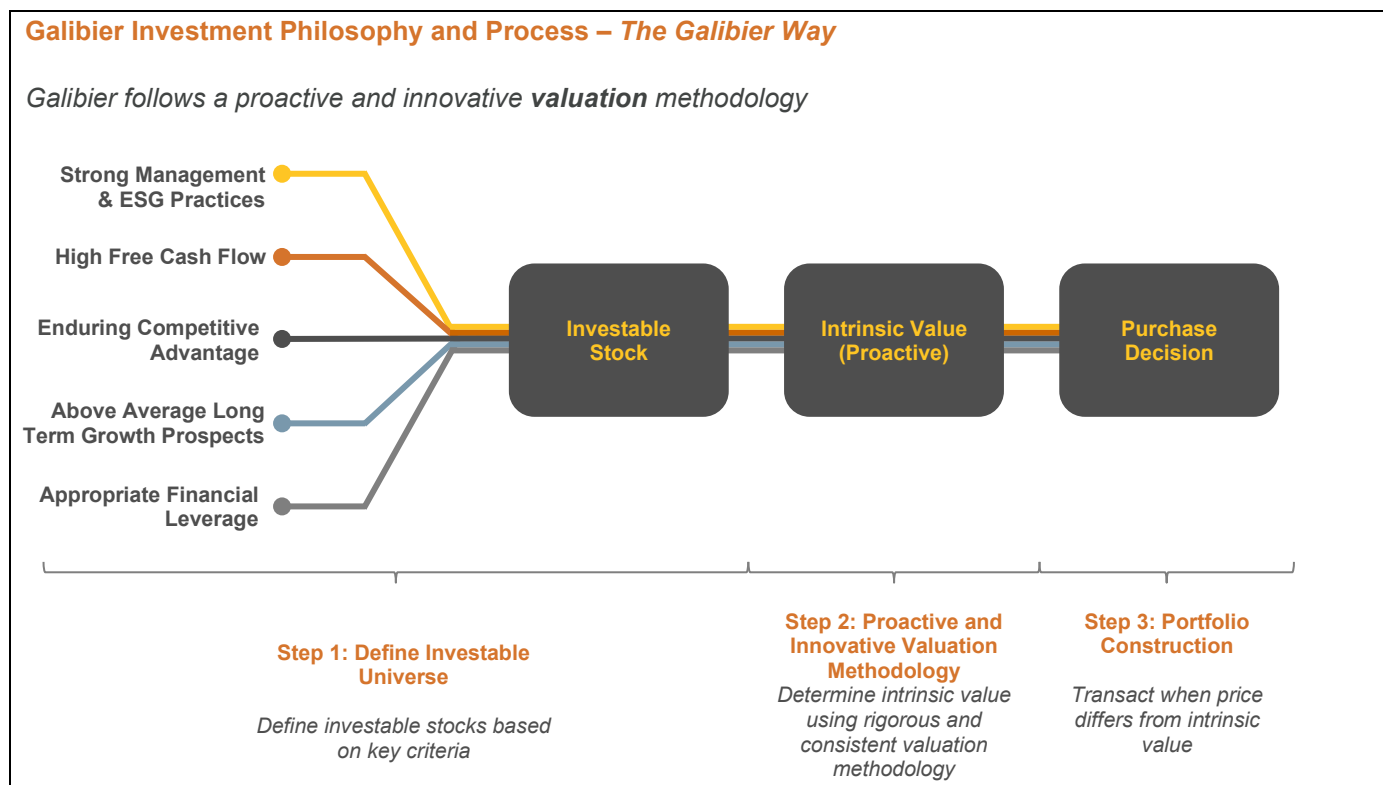 Galibier Investment Philosophy and Process – The Galibier Way
Galibier follows a proactive and innovative valuation methodology
Strong Management
& ESG Practices
High Free Cash Flow
Enduring Competitive
Advantage
Above Average Long
Term Growth Prospects
Appropriate Financial
Leverage
Investable
Stock
Intrinsic Value
(Proactive)
Purchase
Decision
Step 1: Define Investable
Universe
Define investable stocks based
on key criteria
Step 2: Proactive and
Innovative Valuation
Methodology
Determine intrinsic value
using rigorous and
consistent valuation
methodology
Step 3: Portfolio
Construction
Transact when price
differs from intrinsic
value